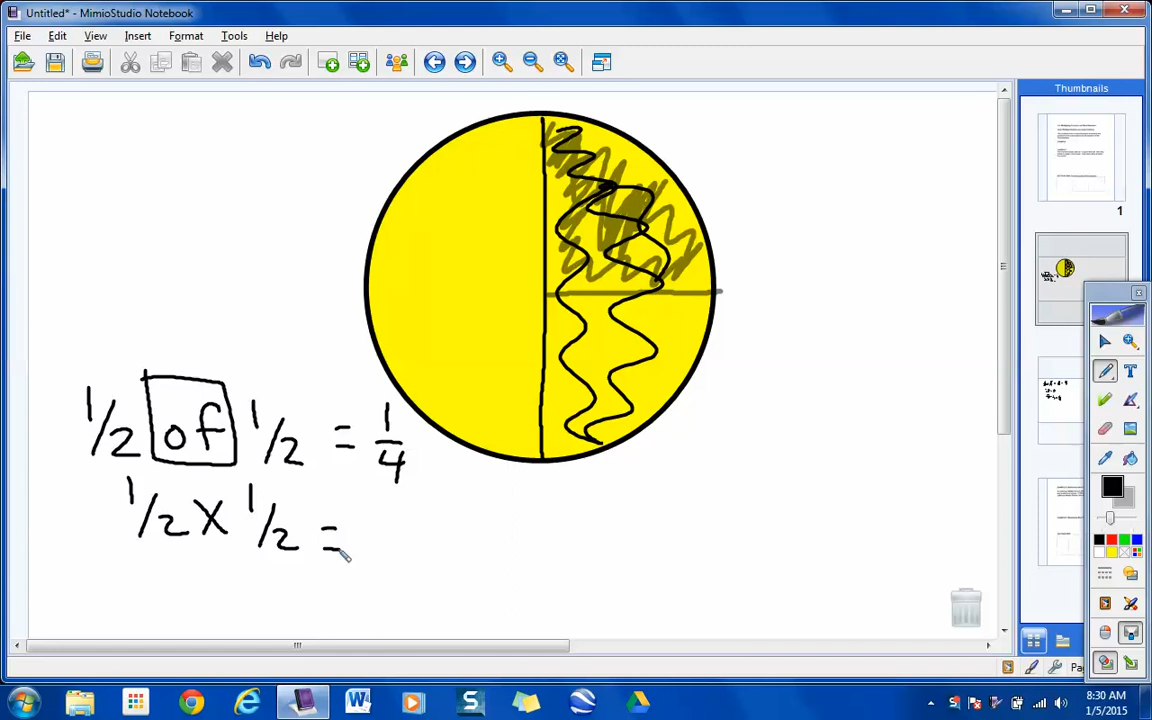 Untitled* - MimioStudio Notebook
File Edit View Insert Format Tools Help
Thumbnails
1
1/2 of 1/2 = 1/4
1/2 X 1/2 =
Pa
8:30 AM
1/5/2015